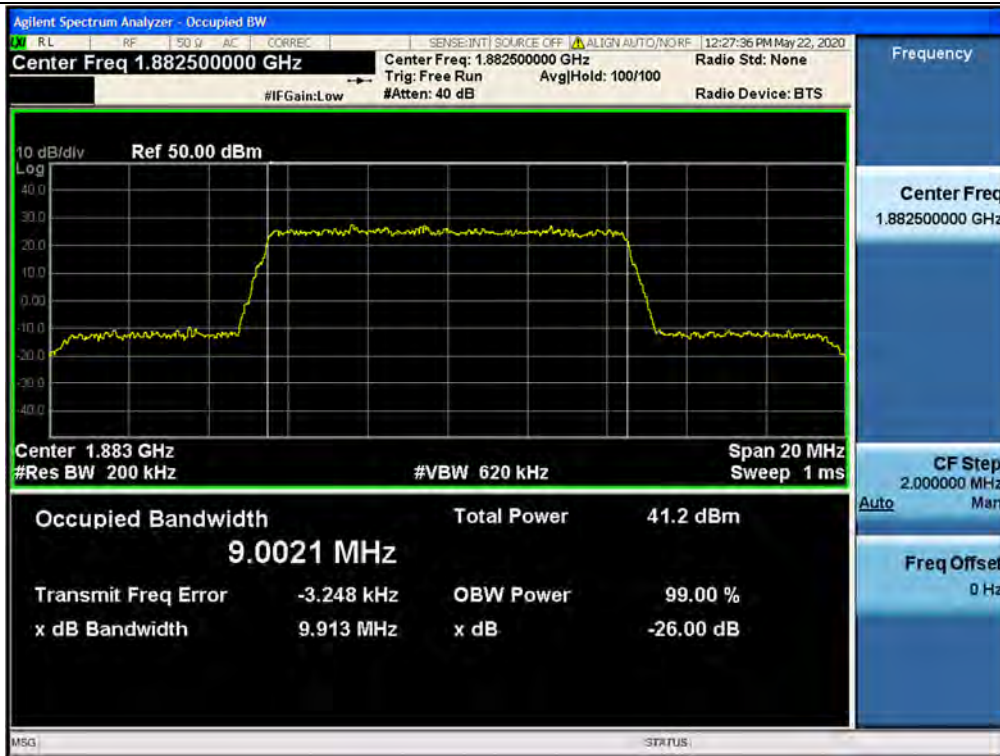 Agilent Spectrum Analyzer - Occupied BW
LXI RL RF 50 Ω AC CORREC SENSE:INT SOURCE OFF ALIGN AUTO/NO RF 12:27:36 PM May 22, 2020
Center Freq 1.882500000 GHz
Center Freq: 1.882500000 GHz
Radio Std: None
Trig: Free Run Avg|Hold: 100/100
#IFGain:Low
#Atten: 40 dB
Radio Device: BTS
10 dB/div Ref 50.00 dBm
Log
40.0
30.0
20.0
10.0
0.00
-10.0
-20.0
-30.0
-40.0
Center 1.883 GHz Span 20 MHz
#Res BW 200 kHz #VBW 620 kHz Sweep 1 ms
Occupied Bandwidth Total Power 41.2 dBm
9.0021 MHz
Transmit Freq Error -3.248 kHz OBW Power 99.00 %
x dB Bandwidth 9.913 MHz x dB -26.00 dB
MSG STATUS
Frequency
Center Freq
1.882500000 GHz
CF Step
2.000000 MHz
Auto Man
Freq Offset
0 Hz